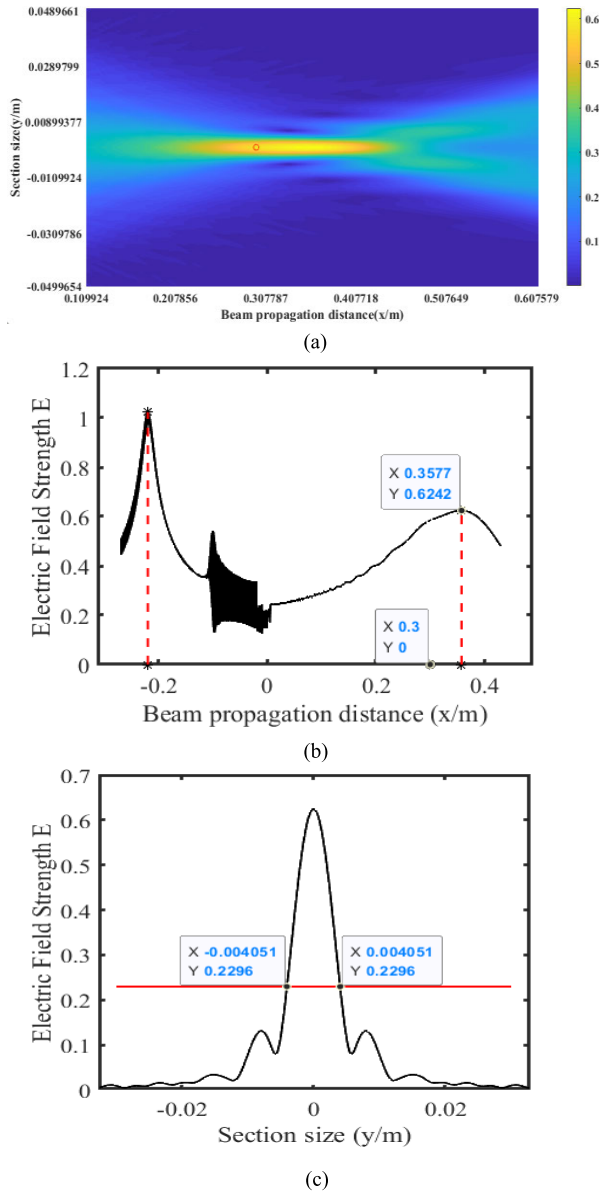 0.0489661
0.0289799
0.00899377
-0.0109924
-0.0309786
-0.0499654
Section size(y/m)
0.109924 0.207856 0.307787 0.407718 0.507649 0.607579
Beam propagation distance(x/m)
0.6
0.5
0.4
0.3
0.2
0.1
(a)
1.2
1
0.8
0.6
0.4
0.2
0
Electric Field Strength E
X 0.3577
Y 0.6242
X 0.3
Y 0
-0.2 0 0.2 0.4
Beam propagation distance (x/m)
(b)
0.7
0.6
0.5
0.4
0.3
0.2
0.1
0
Electric Field Strength E
X -0.004051
Y 0.2296
X 0.004051
Y 0.2296
-0.02 0 0.02
Section size (y/m)
(c)